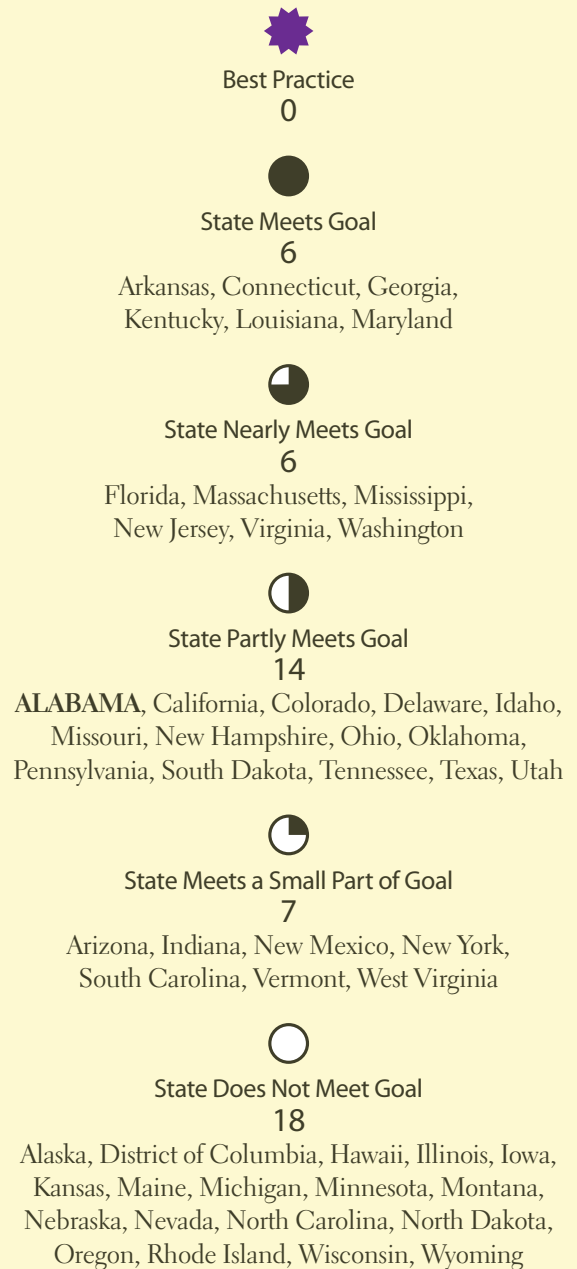 Best Practice
0
State Meets Goal
6
Arkansas, Connecticut, Georgia,
Kentucky, Louisiana, Maryland
State Nearly Meets Goal
6
Florida, Massachusetts, Mississippi,
New Jersey, Virginia, Washington
State Partly Meets Goal
14
ALABAMA, California, Colorado, Delaware, Idaho,
Missouri, New Hampshire, Ohio, Oklahoma,
Pennsylvania, South Dakota, Tennessee, Texas, Utah
State Meets a Small Part of Goal
7
Arizona, Indiana, New Mexico, New York,
South Carolina, Vermont, West Virginia
State Does Not Meet Goal
18
Alaska, District of Columbia, Hawaii, Illinois, Iowa,
Kansas, Maine, Michigan, Minnesota, Montana,
Nebraska, Nevada, North Carolina, North Dakota,
Oregon, Rhode Island, Wisconsin, Wyoming